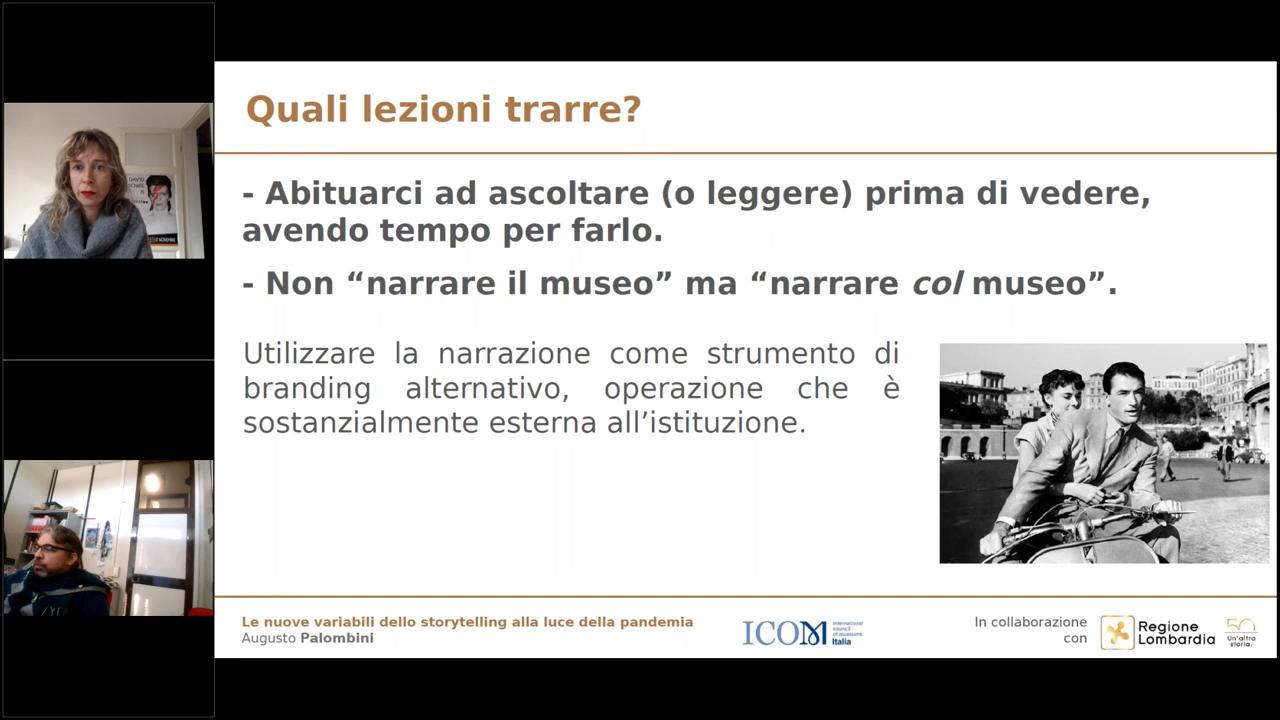 Quali lezioni trarre?
- Abituarci ad ascoltare (o leggere) prima di vedere,
avendo tempo per farlo.
- Non “narrare il museo” ma “narrare col museo”.
Utilizzare la narrazione come strumento di
branding alternativo, operazione che è
sostanzialmente esterna all’istituzione.
Le nuove variabili dello storytelling alla luce della pandemia
Augusto Palombini
ICOM
international
council
of museums
Italia
In collaborazione
con
Regione
Lombardia
50
Un'altra
storia.
DAVID